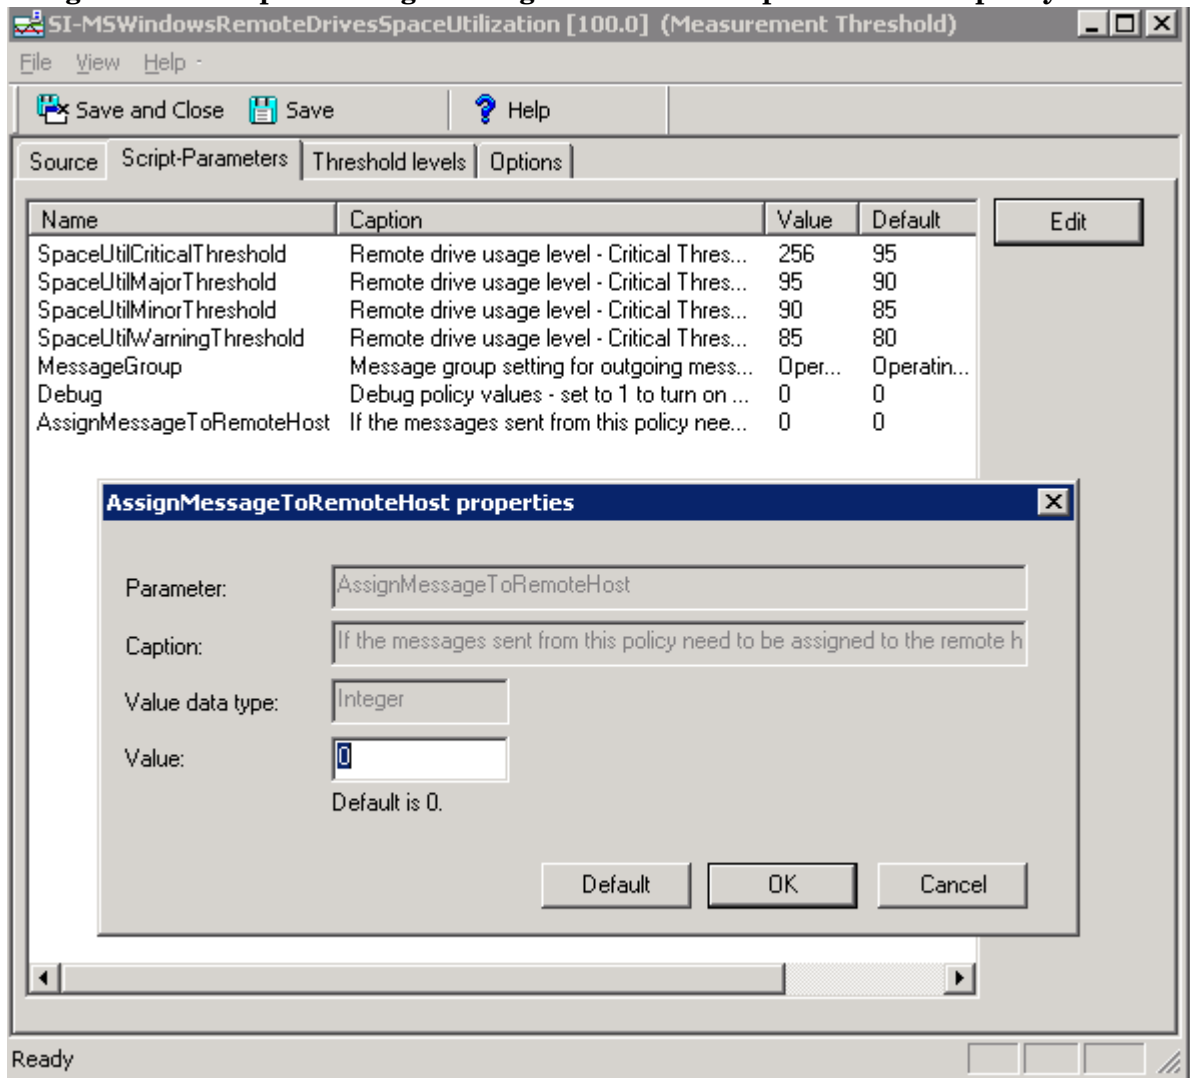 SI-MSWindowsRemoteDrivesSpaceUtilization [100.0] (Measurement Threshold)
File View Help
Save and Close Save Help
Source Script-Parameters Threshold levels Options
Name Caption Value Default Edit
SpaceUtilCriticalThreshold Remote drive usage level - Critical Thres... 256 95
SpaceUtilMajorThreshold Remote drive usage level - Critical Thres... 95 90
SpaceUtilMinorThreshold Remote drive usage level - Critical Thres... 90 85
SpaceUtilWarningThreshold Remote drive usage level - Critical Thres... 85 80
MessageGroup Message group setting for outgoing mess... Oper... Operatin...
Debug Debug policy values - set to 1 to turn on ... 0 0
AssignMessageToRemoteHost If the messages sent from this policy nee... 0 0
AssignMessageToRemoteHost properties
Parameter: AssignMessageToRemoteHost
Caption: If the messages sent from this policy need to be assigned to the remote h
Value data type: Integer
Value: 0
Default is 0.
Default OK Cancel
Ready